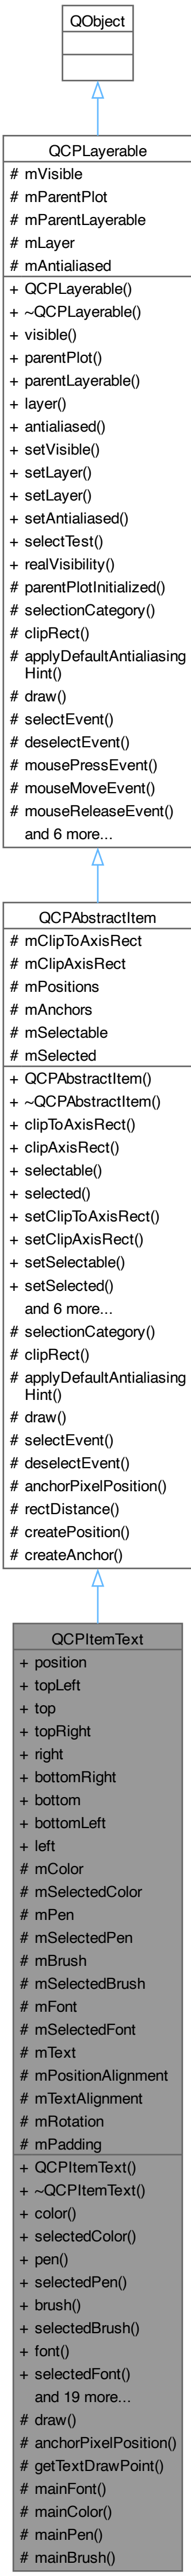 QObject
QCPLayerable
# mVisible
# mParentPlot
# mParentLayerable
# mLayer
# mAntialiased
+ QCPLayerable()
+ ~QCPLayerable()
+ visible()
+ parentPlot()
+ parentLayerable()
+ layer()
+ antialiased()
+ setVisible()
+ setLayer()
+ setLayer()
+ setAntialiased()
+ selectTest()
+ realVisibility()
# parentPlotInitialized()
# selectionCategory()
# clipRect()
# applyDefaultAntialiasing
Hint()
# draw()
# selectEvent()
# deselectEvent()
# mousePressEvent()
# mouseMoveEvent()
# mouseReleaseEvent()
and 6 more...
QCPAbstractItem
# mClipToAxisRect
# mClipAxisRect
# mPositions
# mAnchors
# mSelectable
# mSelected
+ QCPAbstractItem()
+ ~QCPAbstractItem()
+ clipToAxisRect()
+ clipAxisRect()
+ selectable()
+ selected()
+ setClipToAxisRect()
+ setClipAxisRect()
+ setSelectable()
+ setSelected()
and 6 more...
# selectionCategory()
# clipRect()
# applyDefaultAntialiasing
Hint()
# draw()
# selectEvent()
# deselectEvent()
# anchorPixelPosition()
# rectDistance()
# createPosition()
# createAnchor()
QCPItemText
+ position
+ topLeft
+ top
+ topRight
+ right
+ bottomRight
+ bottom
+ bottomLeft
+ left
# mColor
# mSelectedColor
# mPen
# mSelectedPen
# mBrush
# mSelectedBrush
# mFont
# mSelectedFont
# mText
# mPositionAlignment
# mTextAlignment
# mRotation
# mPadding
+ QCPItemText()
+ ~QCPItemText()
+ color()
+ selectedColor()
+ pen()
+ selectedPen()
+ brush()
+ selectedBrush()
+ font()
+ selectedFont()
and 19 more...
# draw()
# anchorPixelPosition()
# getTextDrawPoint()
# mainFont()
# mainColor()
# mainPen()
# mainBrush()